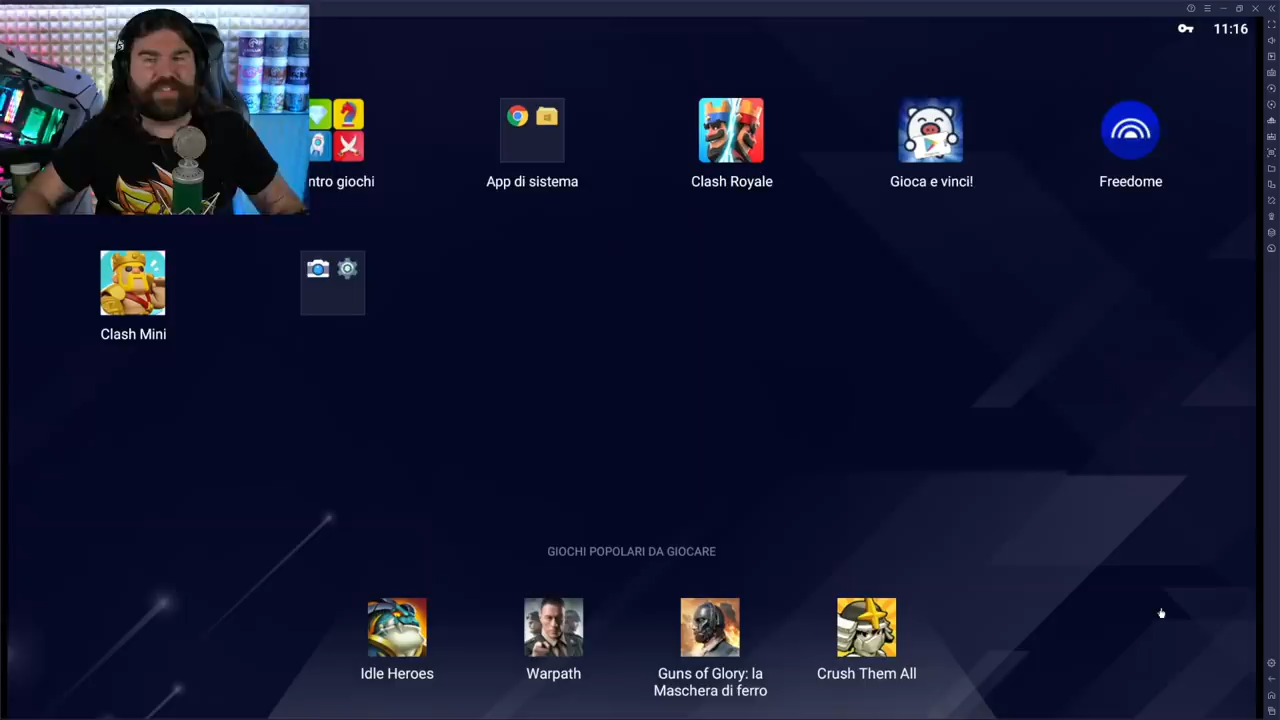 11:16
ntro giochi
App di sistema
Clash Royale
Gioca e vinci!
Freedome
Clash Mini
GIOCHI POPOLARI DA GIOCARE
Idle Heroes
Warpath
Guns of Glory: la
Maschera di ferro
Crush Them All